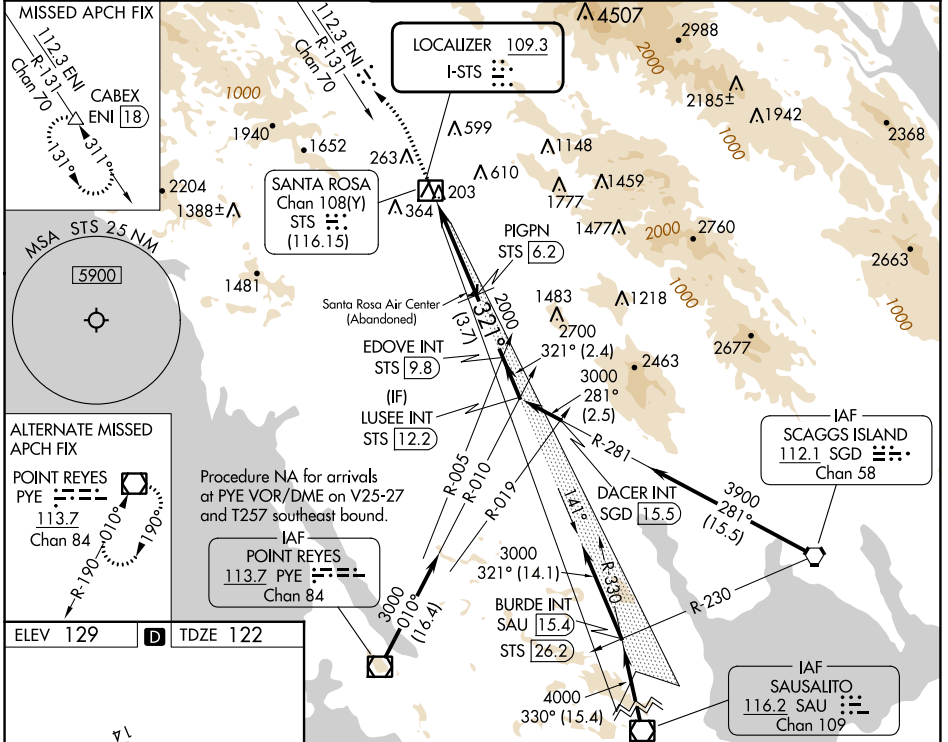 MISSED APCH FIX
112.3 ENI
R-131
Chan 70
CABEX
ENI 18
131°
311°
112.3 ENI
R-131
Chan 70
LOCALIZER 109.3
I-STS
4507
2988
2000
2185±
1942
1000
2368
1000
1940
1652
599
263
1148
610
2204
1388±
SANTA ROSA
Chan 108(Y)
STS
(116.15)
203
364
1459
1777
1477
2000
2760
2663
1000
1000
PIGPN
STS 6.2
MSA STS 25 NM
5900
1481
Santa Rosa Air Center
(Abandoned)
321°
(3.7)
2000
1483
1218
2677
2463
EDOVE INT
STS 9.8
2700
321° (2.4)
(IF)
LUSEE INT
STS 12.2
3000
281°
(2.5)
R-281
IAF
SCAGGS ISLAND
112.1 SGD
Chan 58
3900
281°
(15.5)
DACER INT
SGD 15.5
ALTERNATE MISSED
APCH FIX
POINT REYES
PYE
113.7
Chan 84
010°
190°
R-190
Procedure NA for arrivals
at PYE VOR/DME on V25-27
and T257 southeast bound.
R-005
R-010
R-019
141°
R-330
3000
321° (14.1)
IAF
POINT REYES
113.7 PYE
Chan 84
3000
010°
(16.4)
BURDE INT
SAU 15.4
STS 26.2
R-230
4000
330° (15.4)
IAF
SAUSALITO
116.2 SAU
Chan 109
ELEV 129 D TDZE 122
14